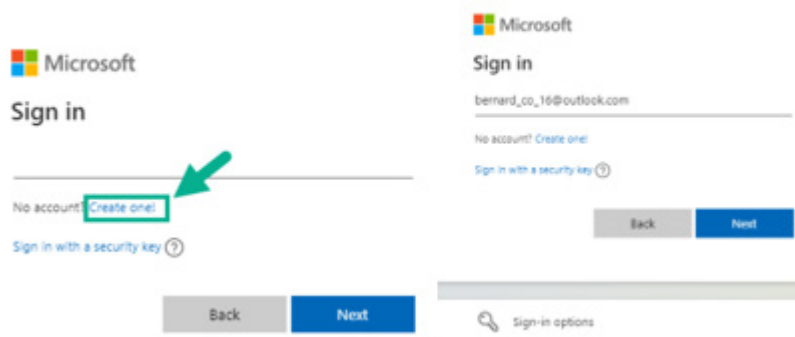 Microsoft
Sign in
No account? Create one!
Sign in with a security key
Back
Next
Microsoft
Sign in
bernard_co_16@outlook.com
No account? Create one!
Sign in with a security key
Back
Next
Sign-in options